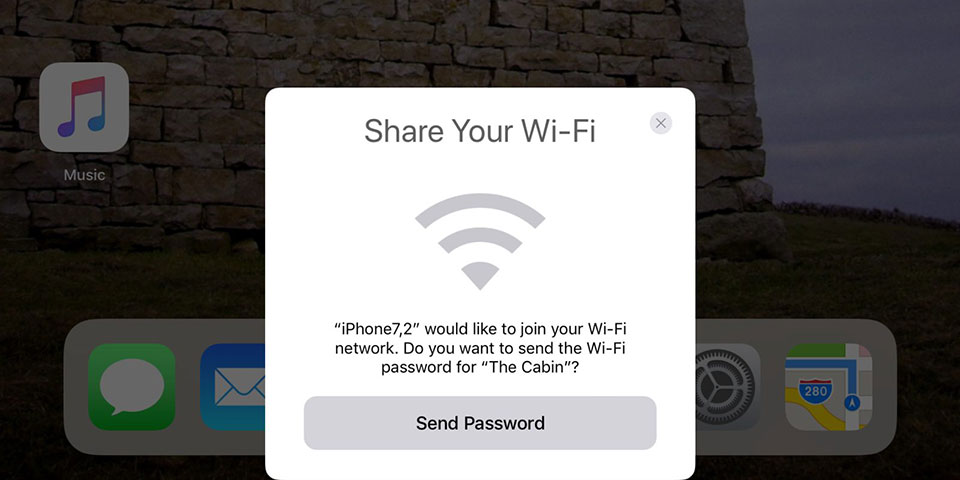 Share Your Wi-Fi
Music
“iPhone7,2” would like to join your Wi-Fi
network. Do you want to send the Wi-Fi
password for “The Cabin”?
280
Send Password